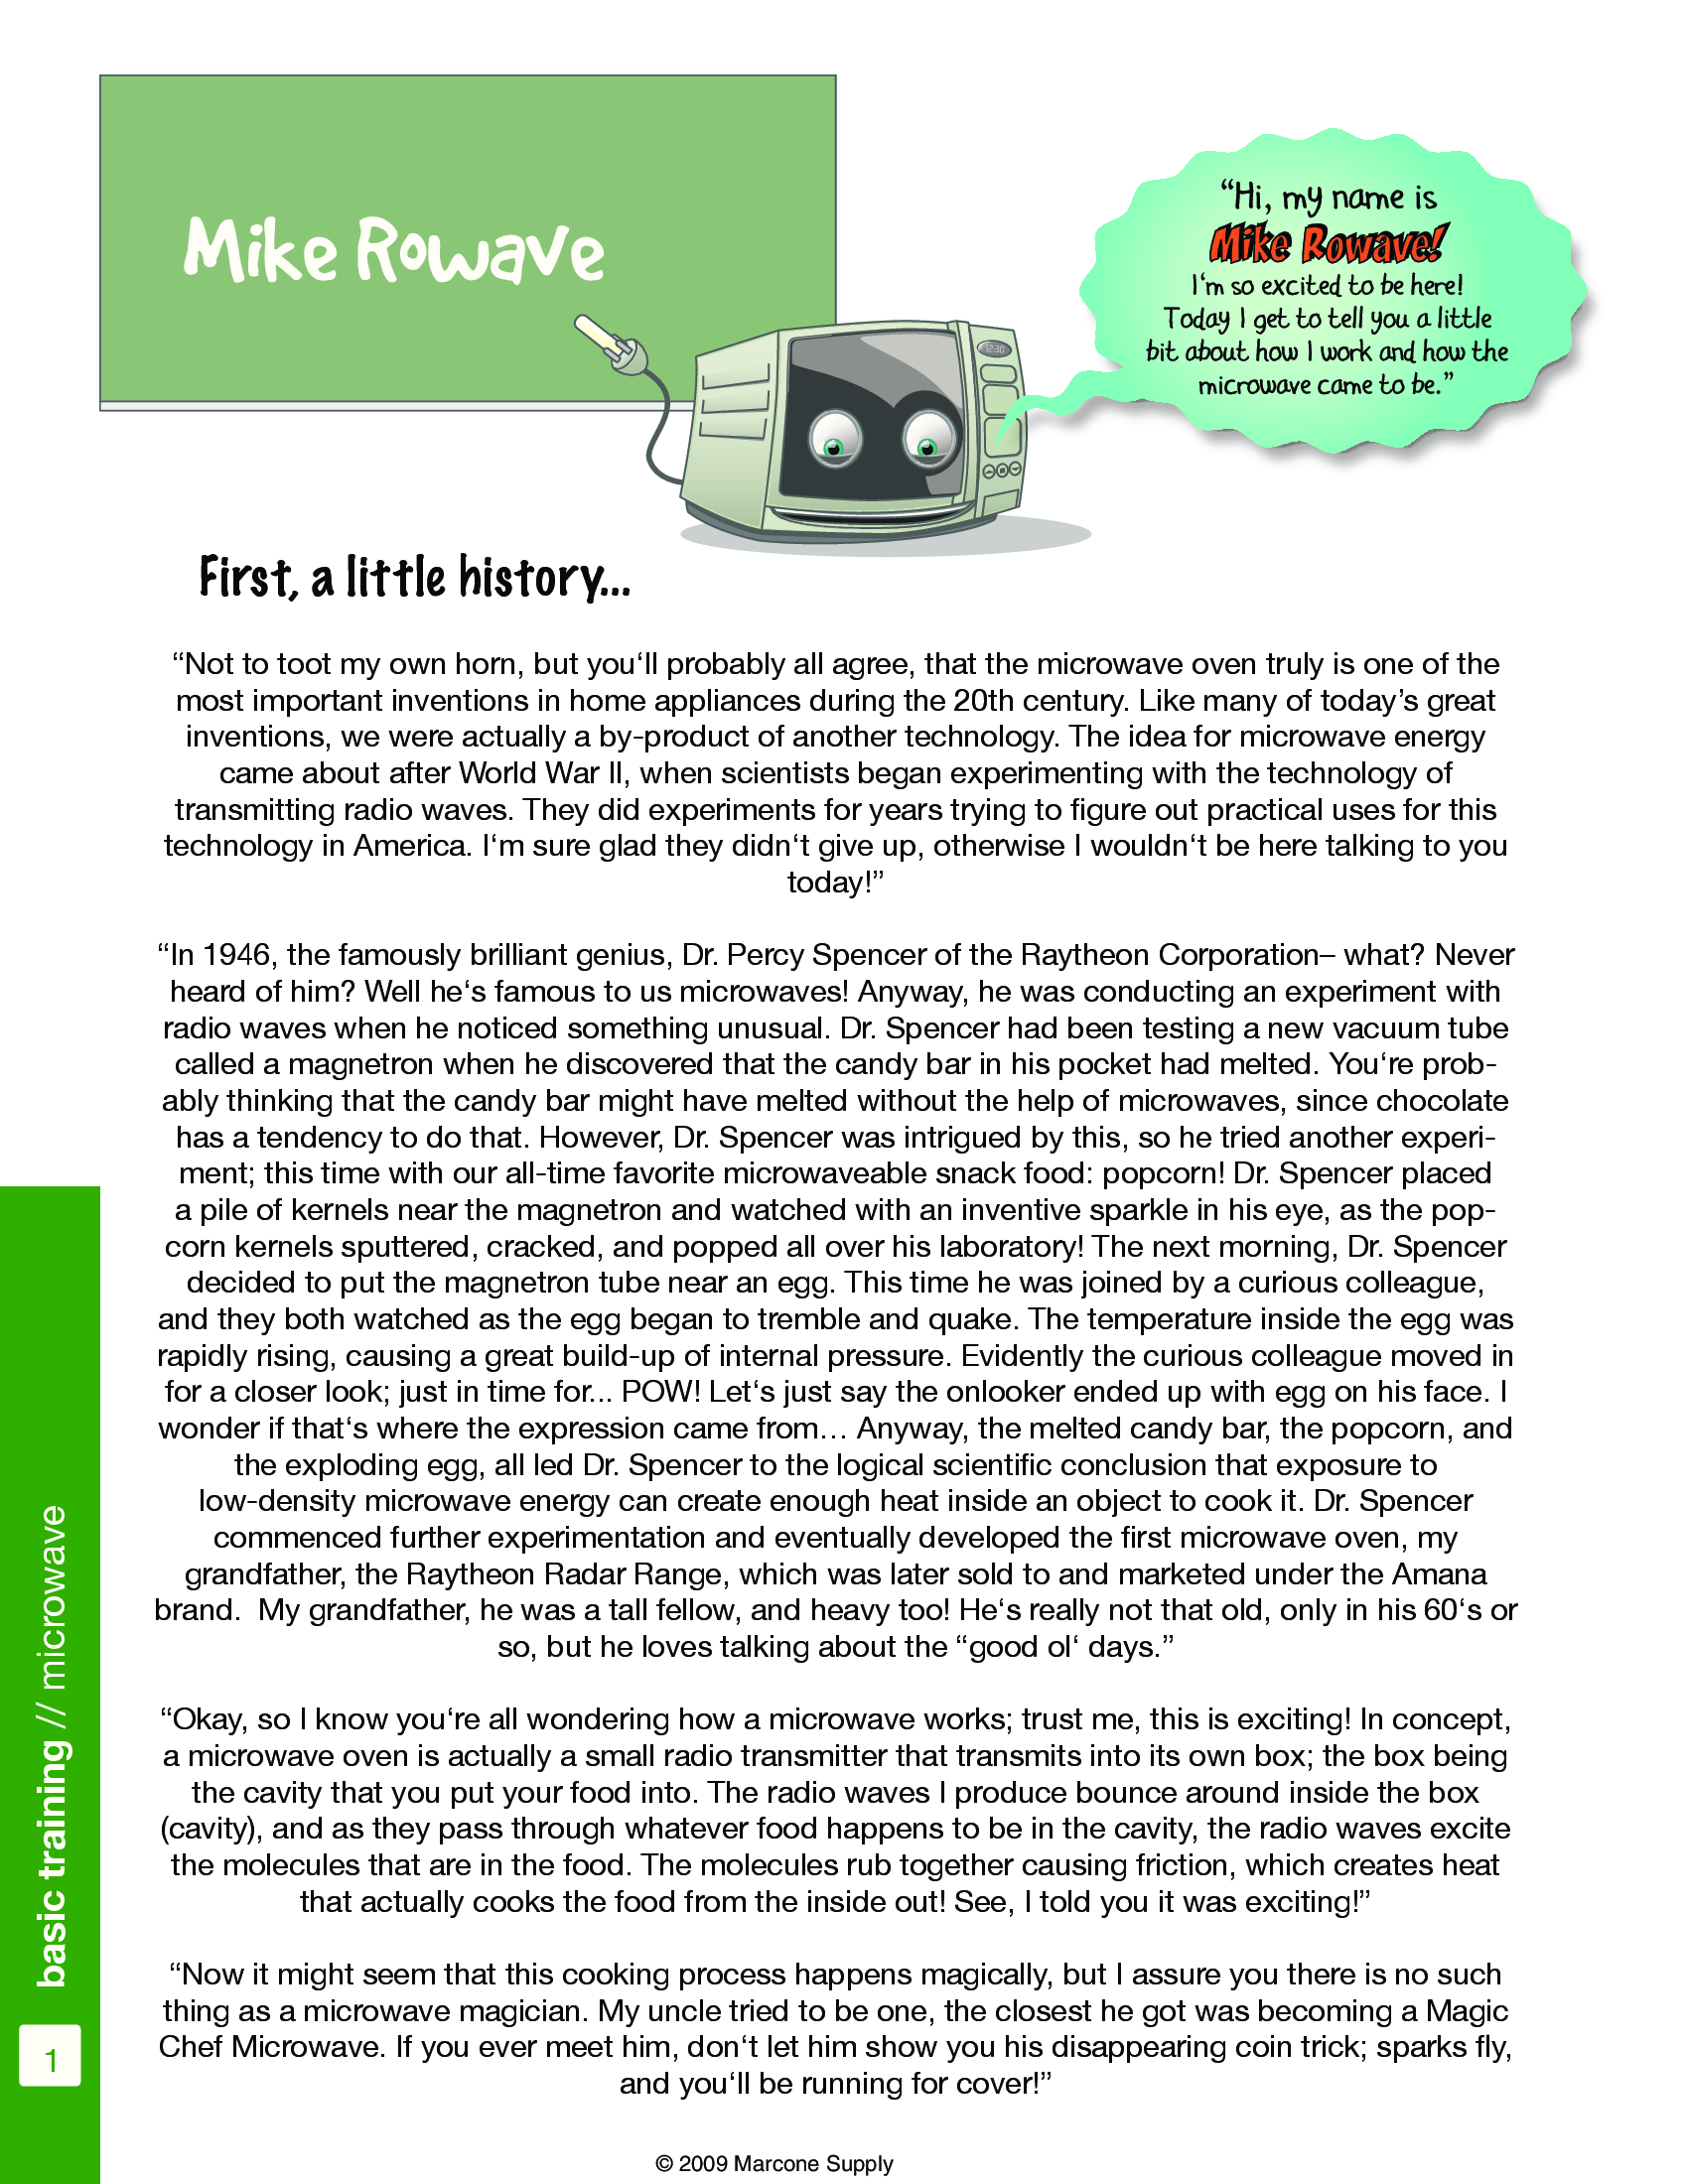 Mike Rowave
“Hi, my name is
Mike Rowave!
I‘m so excited to be here!
Today I get to tell you a little
bit about how I work and how the
microwave came to be.”
12:30
First, a little history...
“Not to toot my own horn, but you‘ll probably all agree, that the microwave oven truly is one of the
most important inventions in home appliances during the 20th century. Like many of today’s great
inventions, we were actually a by-product of another technology. The idea for microwave energy
came about after World War II, when scientists began experimenting with the technology of
transmitting radio waves. They did experiments for years trying to figure out practical uses for this
technology in America. I‘m sure glad they didn‘t give up, otherwise I wouldn‘t be here talking to you
today!”
“In 1946, the famously brilliant genius, Dr. Percy Spencer of the Raytheon Corporation– what? Never
heard of him? Well he‘s famous to us microwaves! Anyway, he was conducting an experiment with
radio waves when he noticed something unusual. Dr. Spencer had been testing a new vacuum tube
called a magnetron when he discovered that the candy bar in his pocket had melted. You‘re prob-
ably thinking that the candy bar might have melted without the help of microwaves, since chocolate
has a tendency to do that. However, Dr. Spencer was intrigued by this, so he tried another experi-
ment; this time with our all-time favorite microwaveable snack food: popcorn! Dr. Spencer placed
a pile of kernels near the magnetron and watched with an inventive sparkle in his eye, as the pop-
corn kernels sputtered, cracked, and popped all over his laboratory! The next morning, Dr. Spencer
decided to put the magnetron tube near an egg. This time he was joined by a curious colleague,
and they both watched as the egg began to tremble and quake. The temperature inside the egg was
rapidly rising, causing a great build-up of internal pressure. Evidently the curious colleague moved in
for a closer look; just in time for... POW! Let‘s just say the onlooker ended up with egg on his face. I
wonder if that‘s where the expression came from… Anyway, the melted candy bar, the popcorn, and
the exploding egg, all led Dr. Spencer to the logical scientific conclusion that exposure to
low-density microwave energy can create enough heat inside an object to cook it. Dr. Spencer
commenced further experimentation and eventually developed the first microwave oven, my
grandfather, the Raytheon Radar Range, which was later sold to and marketed under the Amana
brand.  My grandfather, he was a tall fellow, and heavy too! He‘s really not that old, only in his 60‘s or
so, but he loves talking about the “good ol‘ days.”
“Okay, so I know you‘re all wondering how a microwave works; trust me, this is exciting! In concept,
a microwave oven is actually a small radio transmitter that transmits into its own box; the box being
the cavity that you put your food into. The radio waves I produce bounce around inside the box
(cavity), and as they pass through whatever food happens to be in the cavity, the radio waves excite
the molecules that are in the food. The molecules rub together causing friction, which creates heat
that actually cooks the food from the inside out! See, I told you it was exciting!”
“Now it might seem that this cooking process happens magically, but I assure you there is no such
thing as a microwave magician. My uncle tried to be one, the closest he got was becoming a Magic
Chef Microwave. If you ever meet him, don‘t let him show you his disappearing coin trick; sparks fly,
and you‘ll be running for cover!”
basic training // microwave
1
© 2009 Marcone Supply